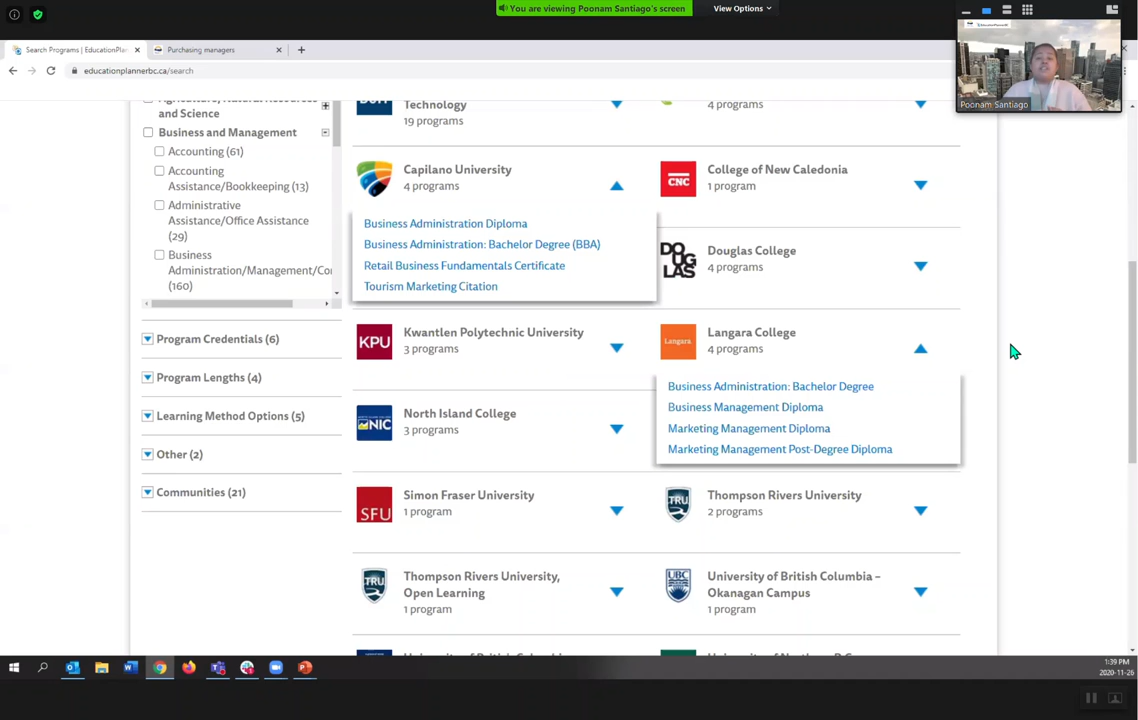 You are viewing Poonam Santiago's screen
View Options
Search Programs | EducationPlan
Purchasing managers
educationplannerbc.ca/search
Poonam Santiago
and Science
Business and Management
Accounting (61)
Accounting
Assistance/Bookkeeping (13)
Administrative
Assistance/Office Assistance
(29)
Business
Administration/Management/Co
(160)
Program Credentials (6)
Program Lengths (4)
Learning Method Options (5)
Other (2)
Communities (21)
Technology
19 programs
4 programs
Capilano University
4 programs
Business Administration Diploma
Business Administration: Bachelor Degree (BBA)
Retail Business Fundamentals Certificate
Tourism Marketing Citation
CNC
College of New Caledonia
1 program
DO
UG
LAS
Douglas College
4 programs
KPU
Kwantlen Polytechnic University
3 programs
Langara
Langara College
4 programs
Business Administration: Bachelor Degree
Business Management Diploma
Marketing Management Diploma
Marketing Management Post-Degree Diploma
NIC
North Island College
3 programs
SFU
Simon Fraser University
1 program
TRU
Thompson Rivers University
2 programs
TRU
Thompson Rivers University,
Open Learning
1 program
UBC
University of British Columbia –
Okanagan Campus
1 program
1:39 PM
2020-11-26